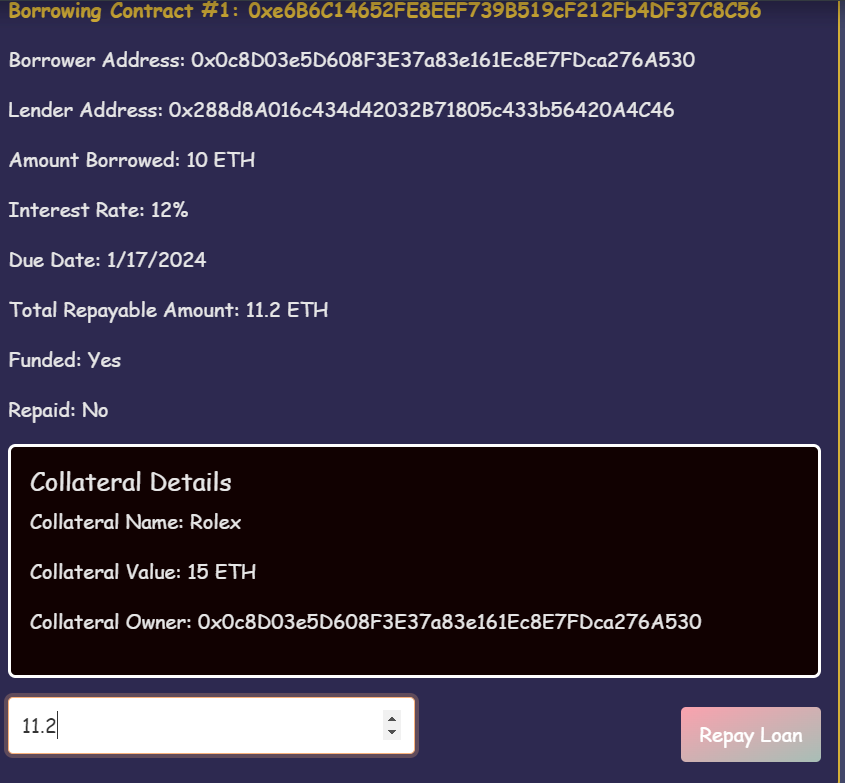 Borrowing Contract #1: 0xe6B6C14652FE8EEF739B519cF212Fb4DF37C8C56
Borrower Address: 0x0c8D03e5D608F3E37a83e161Ec8E7FDca276A530
Lender Address: 0x288d8A016c434d42032B71805c433b56420A4C46
Amount Borrowed: 10 ETH
Interest Rate: 12%
Due Date: 1/17/2024
Total Repayable Amount: 11.2 ETH
Funded: Yes
Repaid: No
Collateral Details
Collateral Name: Rolex
Collateral Value: 15 ETH
Collateral Owner: 0x0c8D03e5D608F3E37a83e161Ec8E7FDca276A530
11.2
Repay Loan